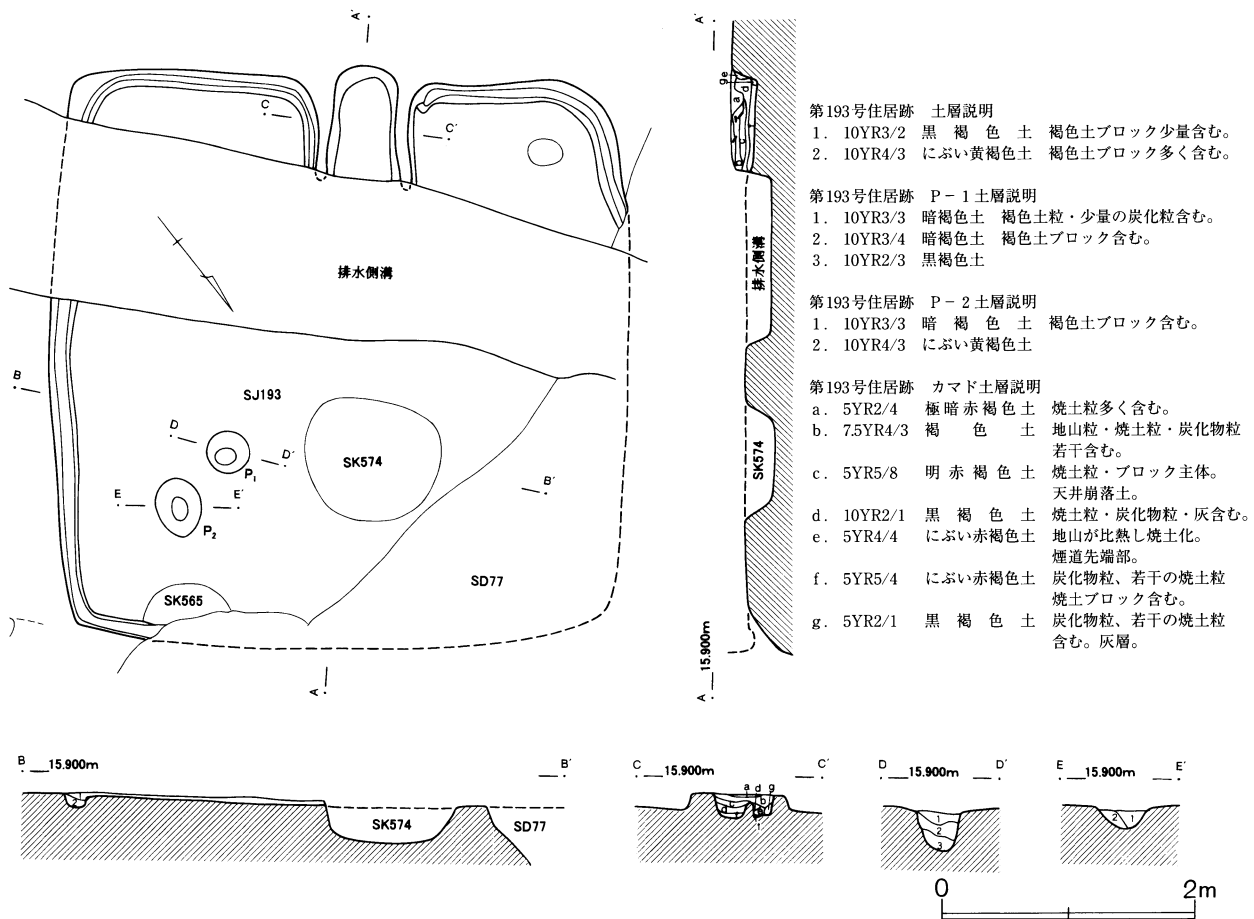 A′
C
C′
排水側溝
B
SJ193
D
D′
P1
SK574
E
E′
P2
B′
SK565
SD77
A
A′
g e
a
d
排水側溝
SK574
15.900m
A
第193号住居跡 土層説明
1. 10YR3/2 黒褐色土 褐色土ブロック少量含む。
2. 10YR4/3 にぶい黄褐色土 褐色土ブロック多く含む。
第193号住居跡 P-1土層説明
1. 10YR3/3 暗褐色土 褐色土粒・少量の炭化粒含む。
2. 10YR3/4 暗褐色土 褐色土ブロック含む。
3. 10YR2/3 黒褐色土
第193号住居跡 P-2土層説明
1. 10YR3/3 暗褐色土 褐色土ブロック含む。
2. 10YR4/3 にぶい黄褐色土
第193号住居跡 カマド土層説明
a. 5YR2/4 極暗赤褐色土 焼土粒多く含む。
b. 7.5YR4/3 褐色土 地山粒・焼土粒・炭化物粒
若干含む。
c. 5YR5/8 明赤褐色土 焼土粒・ブロック主体。
天井崩落土。
d. 10YR2/1 黒褐色土 焼土粒・炭化物粒・灰含む。
e. 5YR4/4 にぶい赤褐色土 地山が比熱し焼土化。
煙道先端部。
f. 5YR5/4 にぶい赤褐色土 炭化物粒、若干の焼土粒
焼土ブロック含む。
g. 5YR2/1 黒褐色土 炭化物粒、若干の焼土粒
含む。灰層。
B 15.900m B′
1
2
SK574
SD77
C 15.900m C′
a d g
b
D 15.900m D′
1
2
3
E 15.900m E′
2 1
0 2m